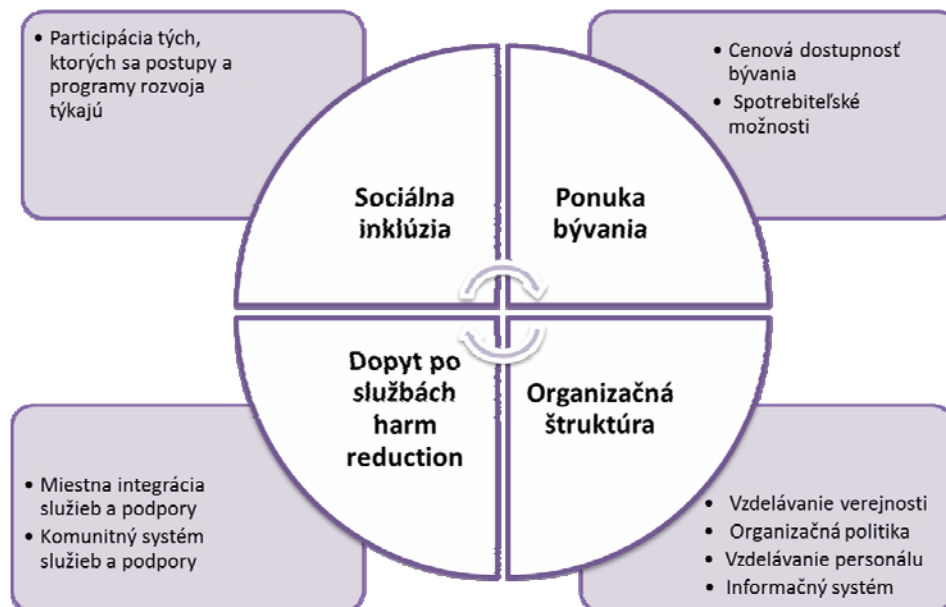 • Participácia tých,
ktorých sa postupy a
programy rozvoja
týkajú
• Cenová dostupnosť
bývania
• Spotrebiteľské
možnosti
Sociálna
inklúzia
Ponuka
bývania
Dopyt po
službách
harm
reduction
Organizačná
štruktúra
• Miestna integrácia
služieb a podpory
• Komunitný systém
služieb a podpory
• Vzdelávanie verejnosti
• Organizačná politika
• Vzdelávanie personálu
• Informačný systém